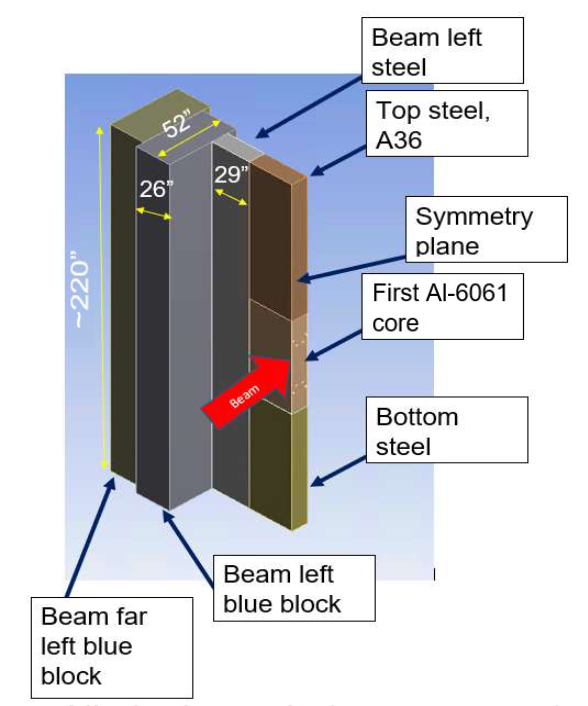 Beam left
steel
Top steel,
A36
52”
26”
29”
Symmetry
plane
~220”
First Al-6061
core
Beam
Bottom
steel
Beam left
blue block
Beam far
left blue
block